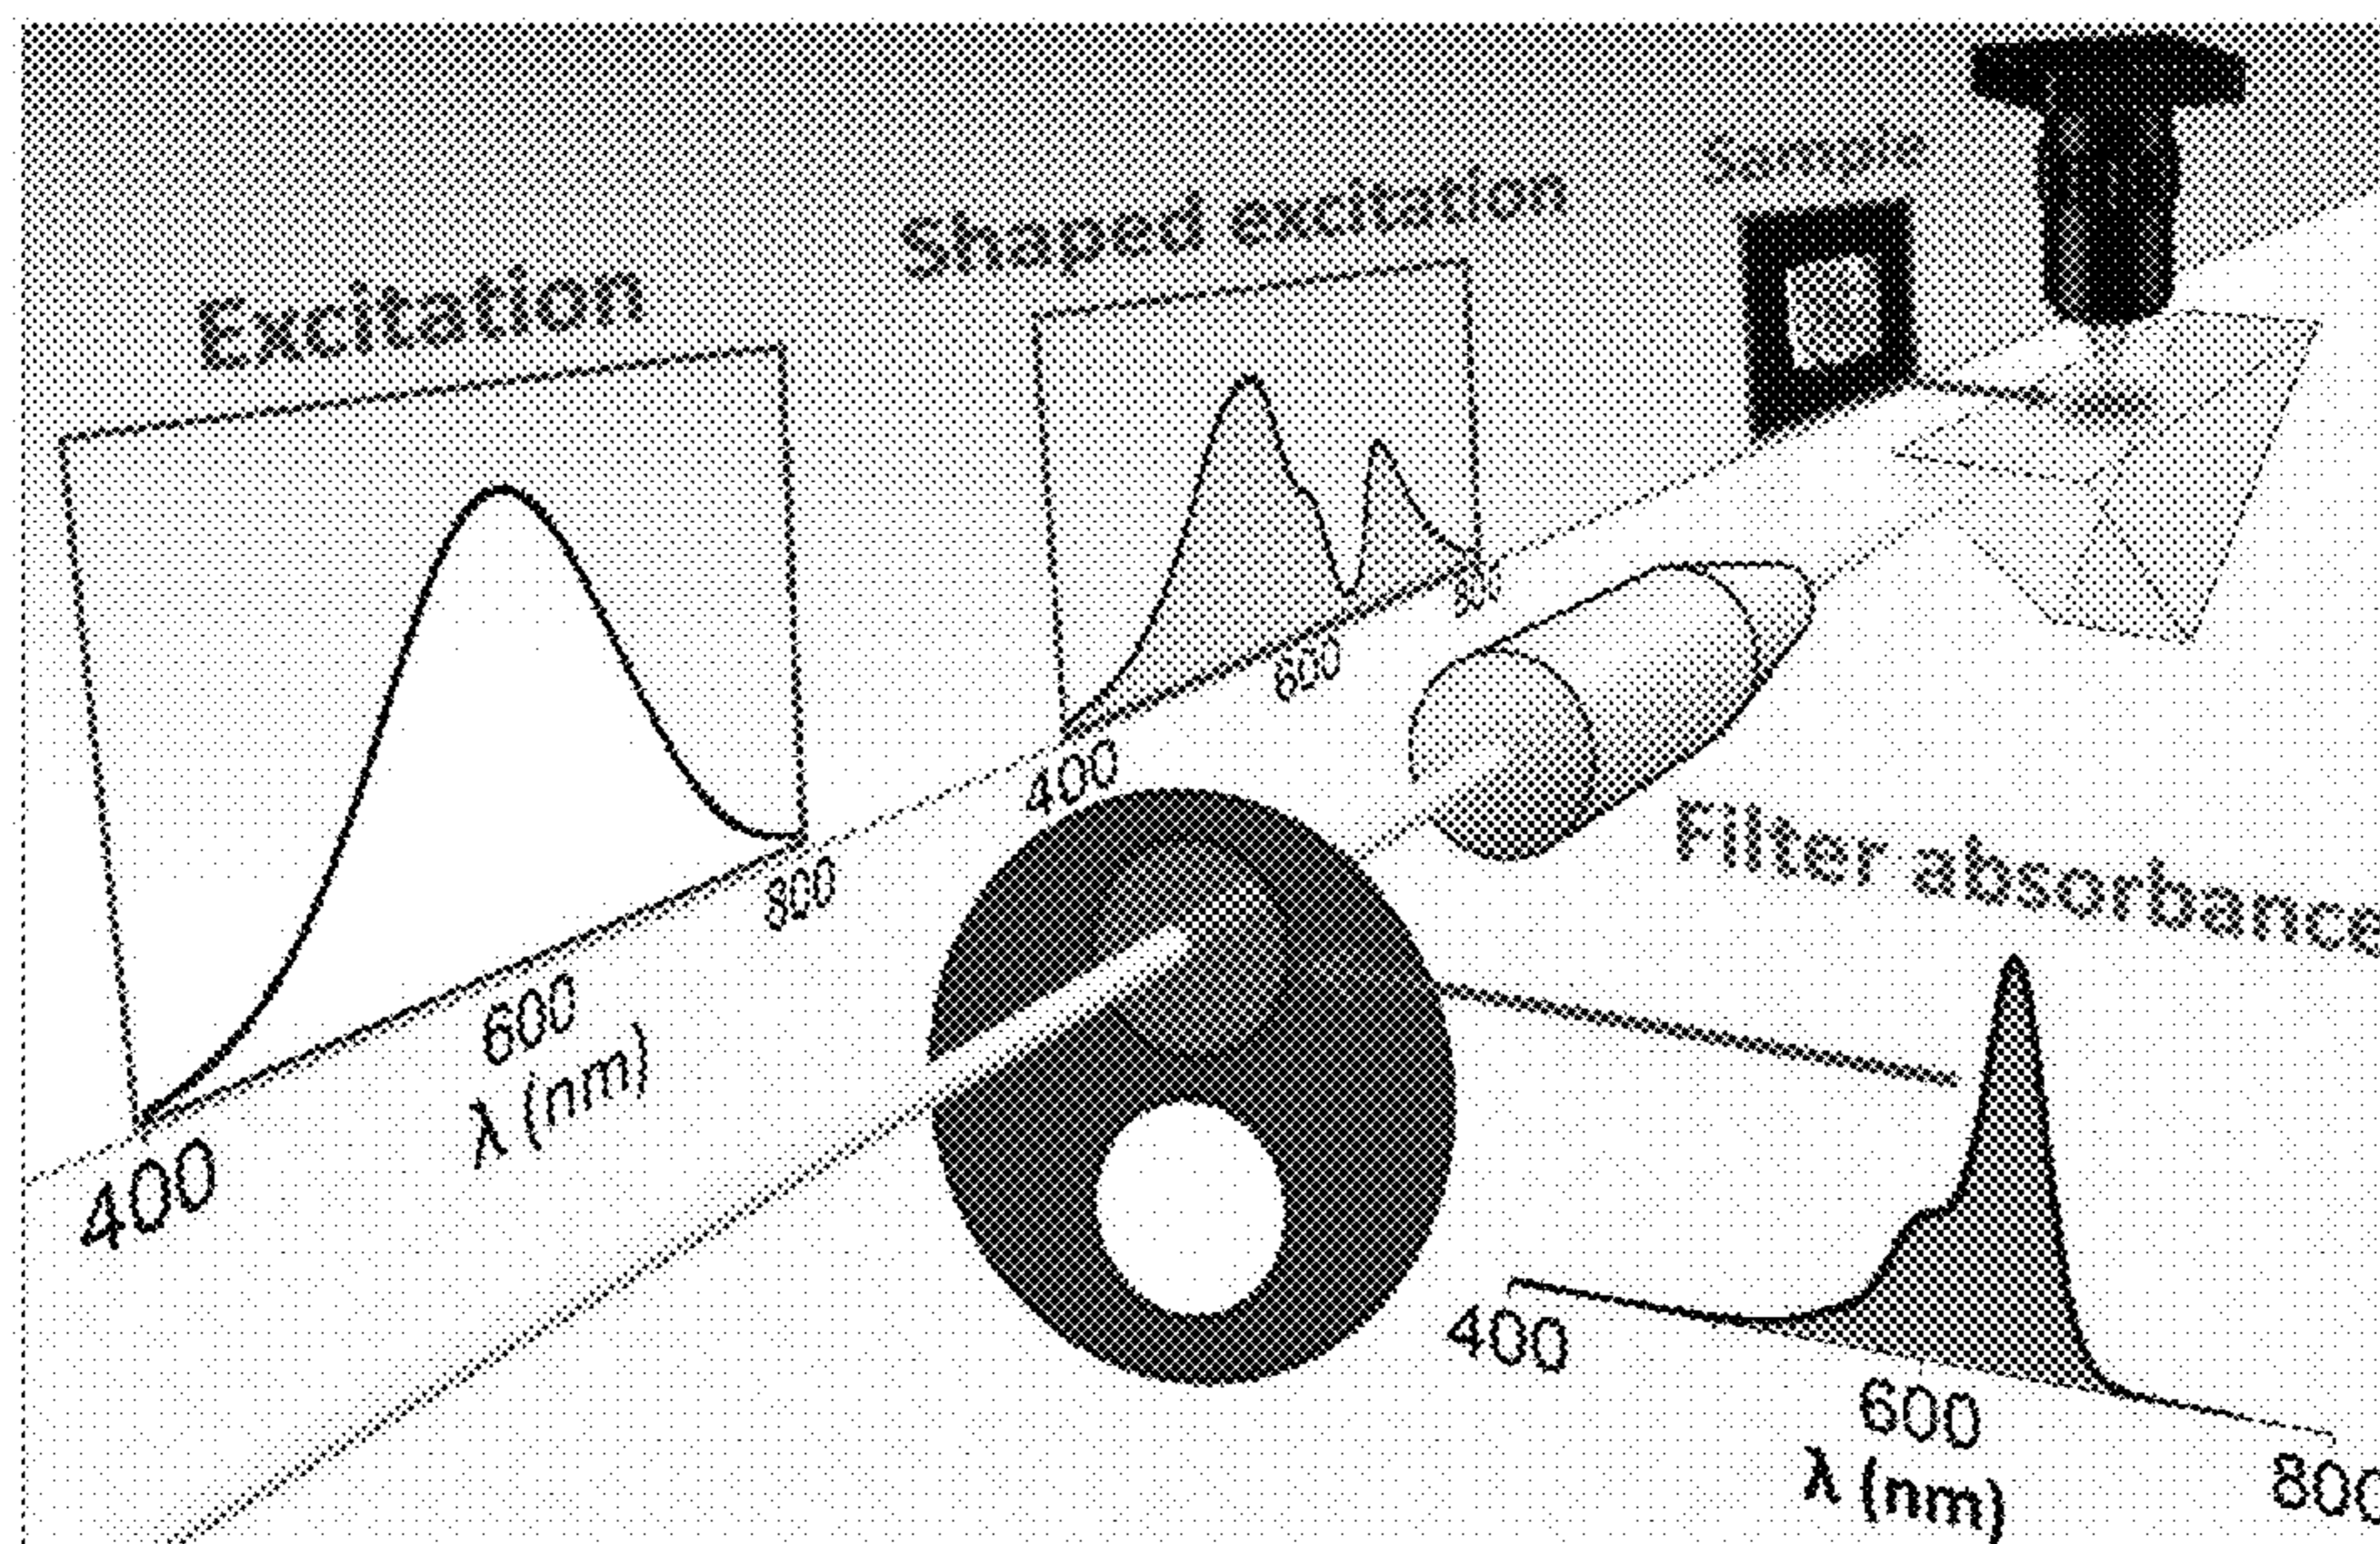 Excitation
400
600
800
λ (nm)
Shaped excitation
400
600
800
Sample
Filter absorbance
400
600
800
λ (nm)